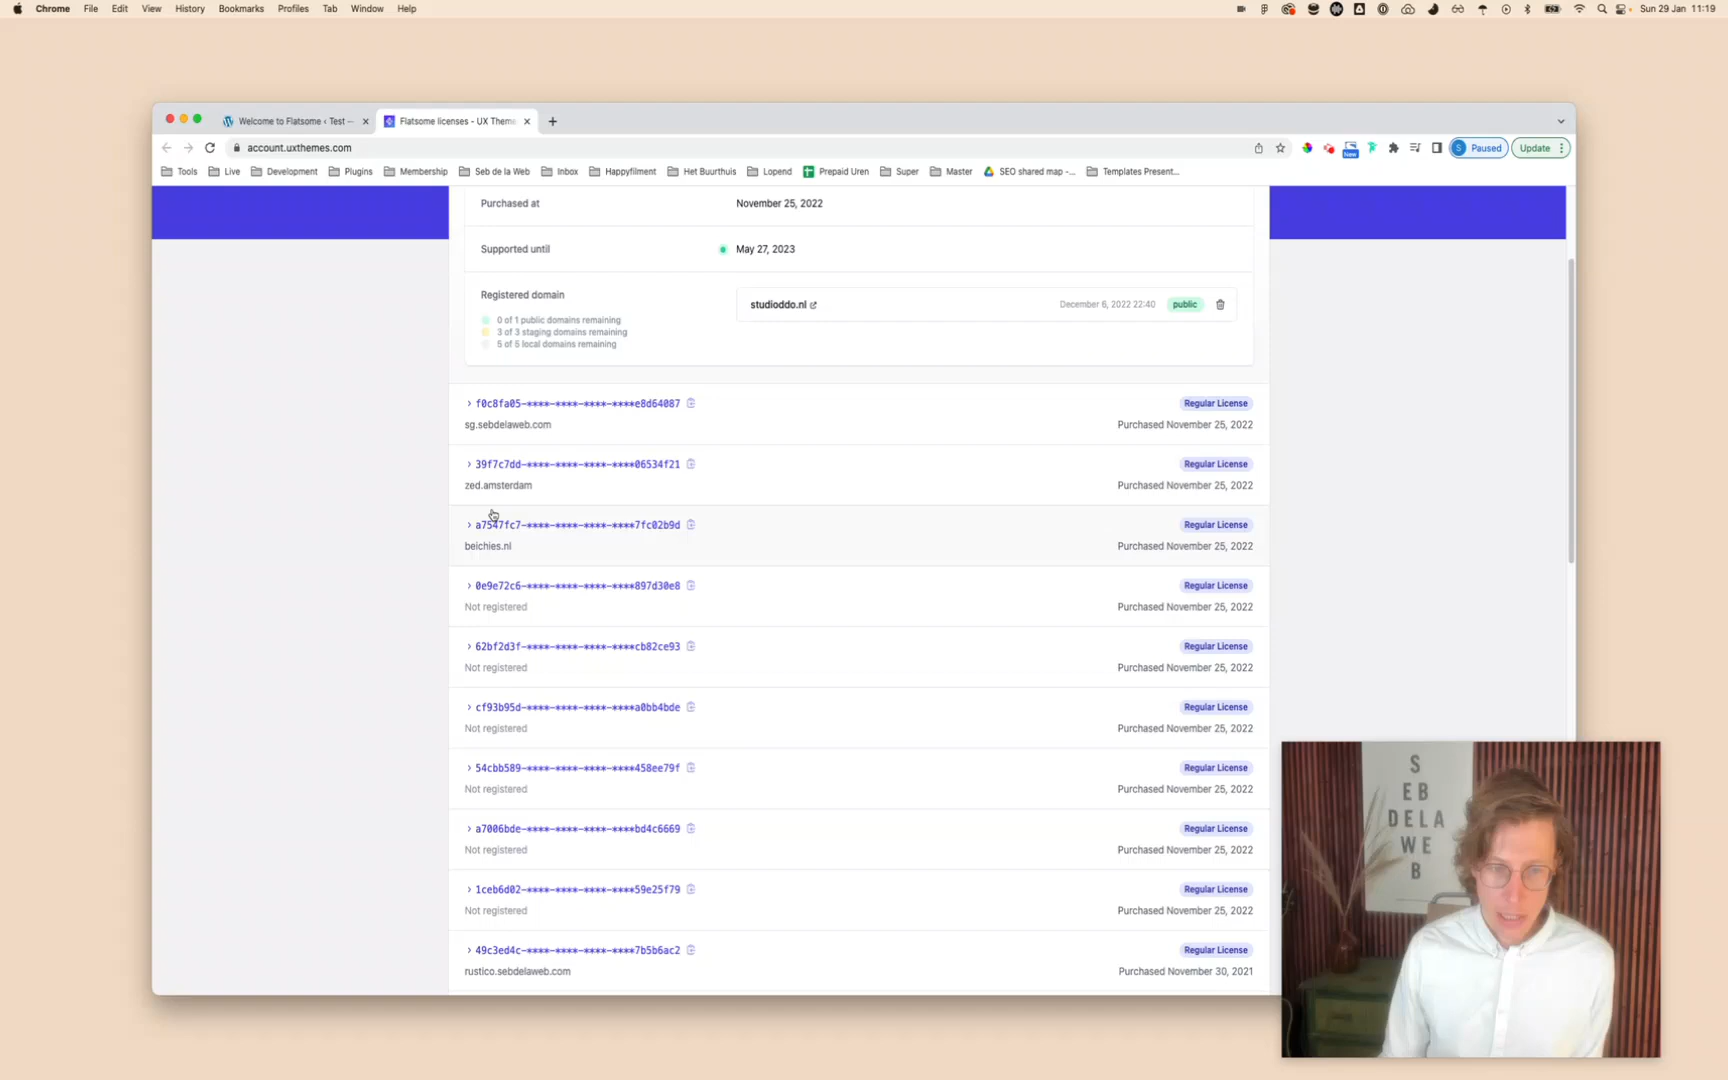 Chrome File Edit View History Bookmarks Profiles Tab Window Help Sun 29 Jan 11:19
Welcome to Flatsome ‹ Test — Flatsome licenses - UX Theme
account.uxthemes.com New S Paused Update
Tools Live Development Plugins Membership Seb de la Web Inbox Happyfilment Het Buurthuis Lopend Prepaid Uren Super Master SEO shared map -... Templates Present...
Purchased at November 25, 2022
Supported until May 27, 2023
Registered domain studioddo.nl December 6, 2022 22:40 public
0 of 1 public domains remaining
3 of 3 staging domains remaining
5 of 5 local domains remaining
f0c8fa05-****-****-****-****e8d64087 Regular License
sg.sebdelaweb.com Purchased November 25, 2022
39f7c7dd-****-****-****-****06534f21 Regular License
zed.amsterdam Purchased November 25, 2022
a7547fc7-****-****-****-****7fc02b9d Regular License
beichies.nl Purchased November 25, 2022
0e9e72c6-****-****-****-****897d30e8 Regular License
Not registered Purchased November 25, 2022
62bf2d3f-****-****-****-****cb82ce93 Regular License
Not registered Purchased November 25, 2022
cf93b95d-****-****-****-****a0bb4bde Regular License
Not registered Purchased November 25, 2022
54cbb589-****-****-****-****458ee79f Regular License
Not registered Purchased November 25, 2022
a7006bde-****-****-****-****bd4c6669 Regular License
Not registered Purchased November 25, 2022
1ceb6d02-****-****-****-****59e25f79 Regular License
Not registered Purchased November 25, 2022
49c3ed4c-****-****-****-****7b5b6ac2 Regular License
rustico.sebdelaweb.com Purchased November 30, 2021
S
EB
DELA
WE
B